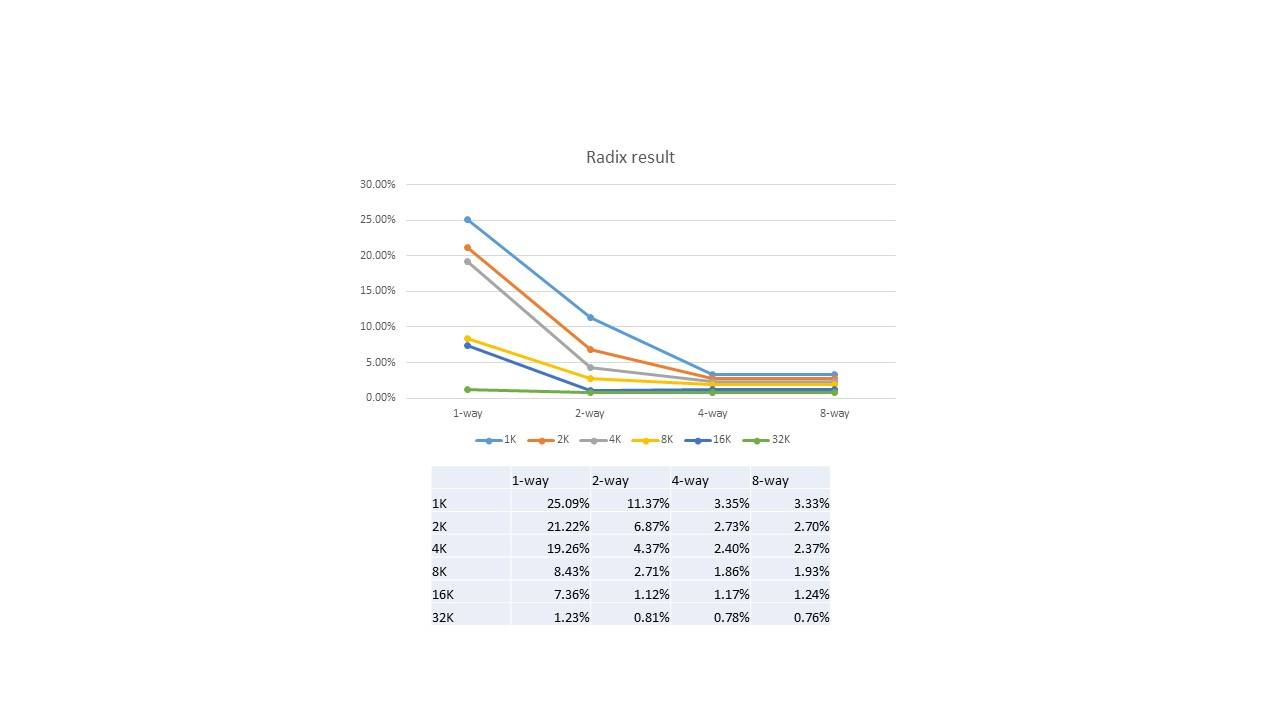 Radix result
30.00%
25.00%
20.00%
15.00%
10.00%
5.00%
0.00%
1-way 2-way 4-way 8-way
1K 2K 4K 8K 16K 32K
1-way 2-way 4-way 8-way
1K 25.09% 11.37% 3.35% 3.33%
2K 21.22% 6.87% 2.73% 2.70%
4K 19.26% 4.37% 2.40% 2.37%
8K 8.43% 2.71% 1.86% 1.93%
16K 7.36% 1.12% 1.17% 1.24%
32K 1.23% 0.81% 0.78% 0.76%